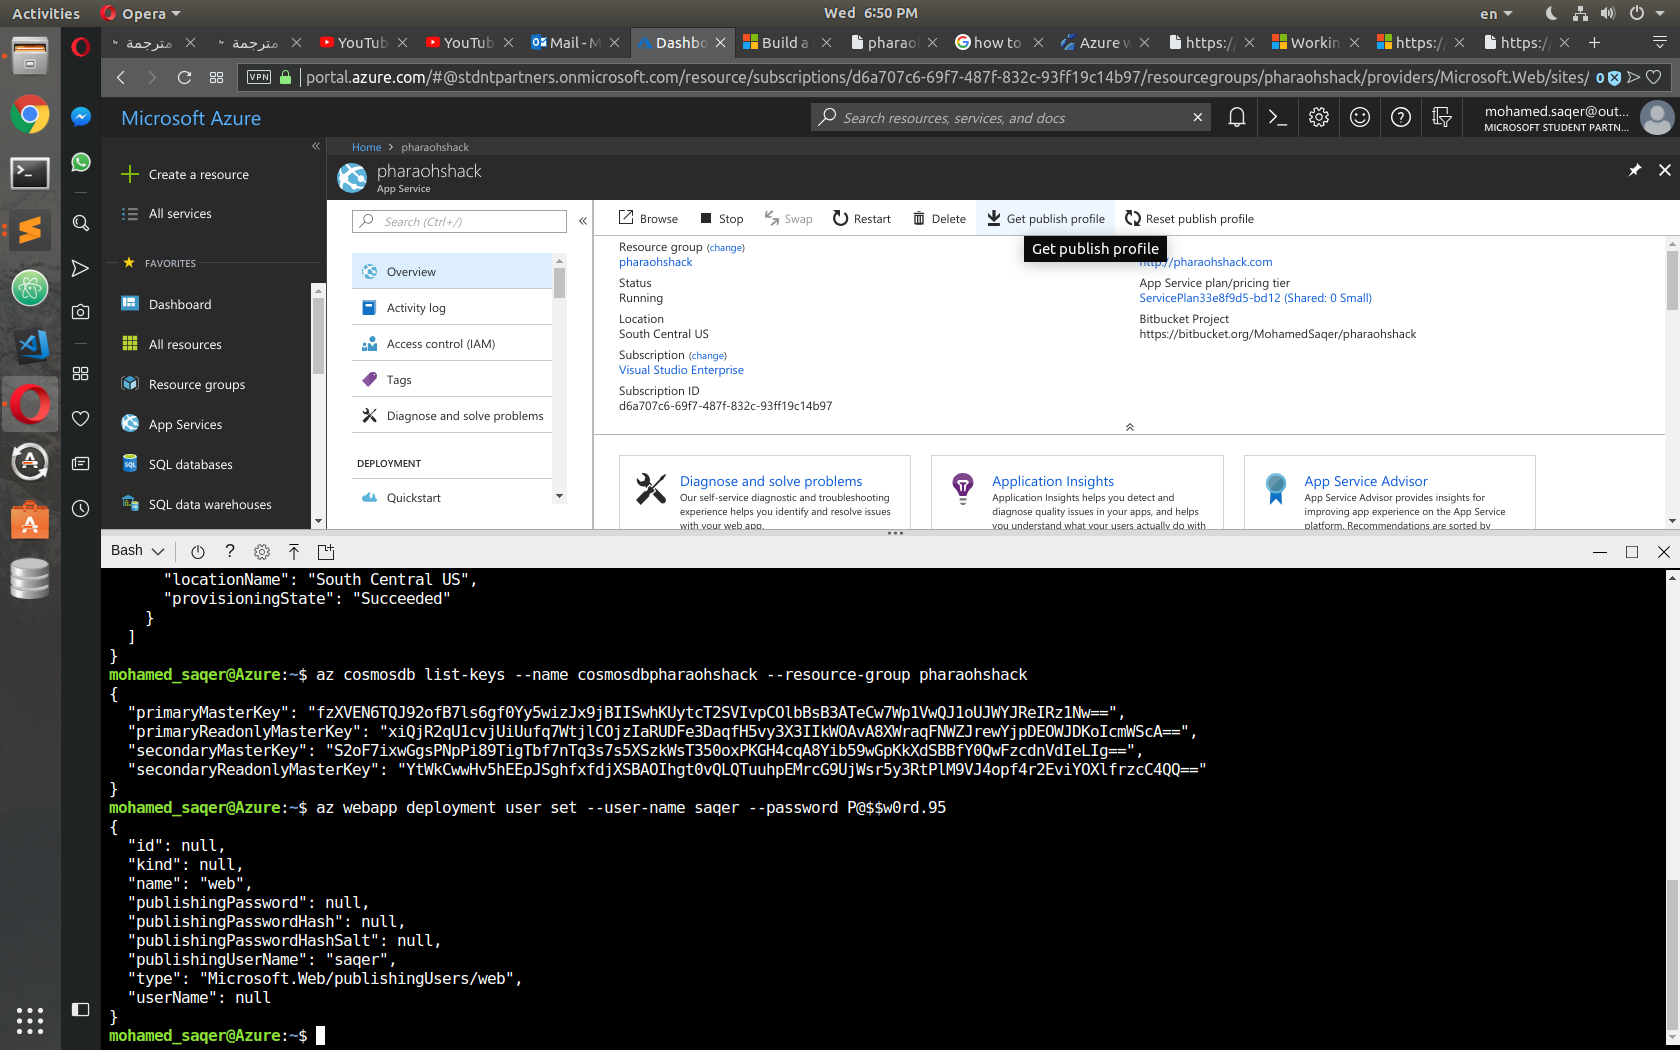 Activities
Opera
Wed 6:50 PM
en
مترجمة
مترجمة
YouTub
YouTub
Mail - M
Dashbo
Build a
pharao
how to
Azure w
https:/
Workin
https:/
https:/
VPN
portal.azure.com/#@stdntpartners.onmicrosoft.com/resource/subscriptions/d6a707c6-69f7-487f-832c-93ff19c14b97/resourcegroups/pharaohshack/providers/Microsoft.Web/sites/
0
Microsoft Azure
Search resources, services, and docs
mohamed.saqer@out...
MICROSOFT STUDENT PARTN...
Create a resource
All services
FAVORITES
Dashboard
All resources
Resource groups
App Services
SQL databases
SQL data warehouses
Home > pharaohshack
pharaohshack
App Service
Search (Ctrl+/)
Overview
Activity log
Access control (IAM)
Tags
Diagnose and solve problems
DEPLOYMENT
Quickstart
Browse
Stop
Swap
Restart
Delete
Get publish profile
Reset publish profile
Get publish profile
Resource group (change)
pharaohshack
Status
Running
Location
South Central US
Subscription (change)
Visual Studio Enterprise
Subscription ID
d6a707c6-69f7-487f-832c-93ff19c14b97
http://pharaohshack.com
App Service plan/pricing tier
ServicePlan33e8f9d5-bd12 (Shared: 0 Small)
Bitbucket Project
https://bitbucket.org/MohamedSaqer/pharaohshack
Diagnose and solve problems
Our self-service diagnostic and troubleshooting
experience helps you identify and resolve issues
with your web app.
Application Insights
Application Insights helps you detect and
diagnose quality issues in your apps, and helps
you understand what your users actually do with
App Service Advisor
App Service Advisor provides insights for
improving app experience on the App Service
platform. Recommendations are sorted by
Bash
"locationName": "South Central US",
"provisioningState": "Succeeded"
}
]
}
mohamed_saqer@Azure:~$ az cosmosdb list-keys --name cosmosdbpharaohshack --resource-group pharaohshack
{
"primaryMasterKey": "fzXVEN6TQJ92ofB7ls6gf0Yy5wizJx9jBIISwhKUytcT2SVIvpCOlbBsB3ATeCw7Wp1VwQJ1oUJWYJReIRz1Nw==",
"primaryReadonlyMasterKey": "xiQjR2qU1cvjUiUufq7WtjlCOjzIaRUDFe3DaqfH5vy3X3IIkWOAvA8XWraqFNWZJrewYjpDEOWJDKoIcmWScA==",
"secondaryMasterKey": "S2oF7ixwGgsPNpPi89TigTbf7nTq3s7s5XSzkWsT350oxPKGH4cqA8Yib59wGpKkXdSBBfY0QwFzcdnVdIeLIg==",
"secondaryReadonlyMasterKey": "YtWkCwwHv5hEEpJSghfxfdjXSBAOIhgt0vQLQTuuhpEMrcG9UjWsr5y3RtPlM9VJ4opf4r2EviYOXlfrzcC4QQ=="
}
mohamed_saqer@Azure:~$ az webapp deployment user set --user-name saqer --password P@$$w0rd.95
{
"id": null,
"kind": null,
"name": "web",
"publishingPassword": null,
"publishingPasswordHash": null,
"publishingPasswordHashSalt": null,
"publishingUserName": "saqer",
"type": "Microsoft.Web/publishingUsers/web",
"userName": null
}
mohamed_saqer@Azure:~$